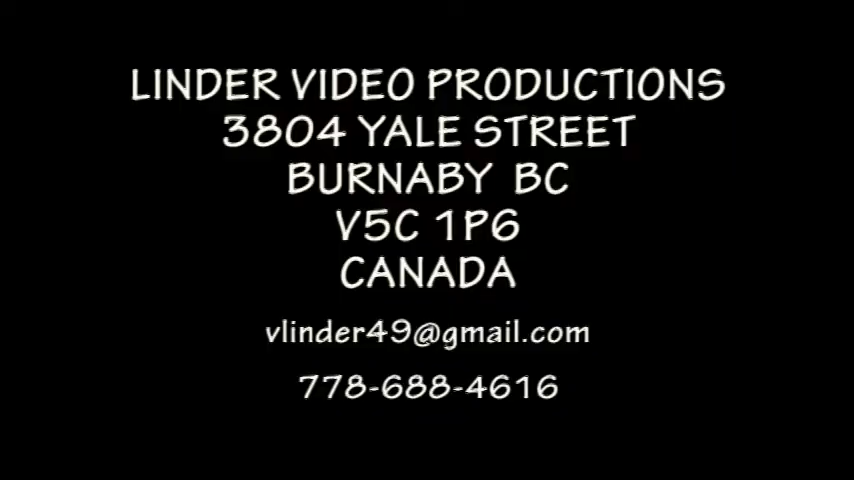 LINDER VIDEO PRODUCTIONS
3804 YALE STREET
BURNABY BC
V5C 1P6
CANADA
vlinder49@gmail.com
778-688-4616